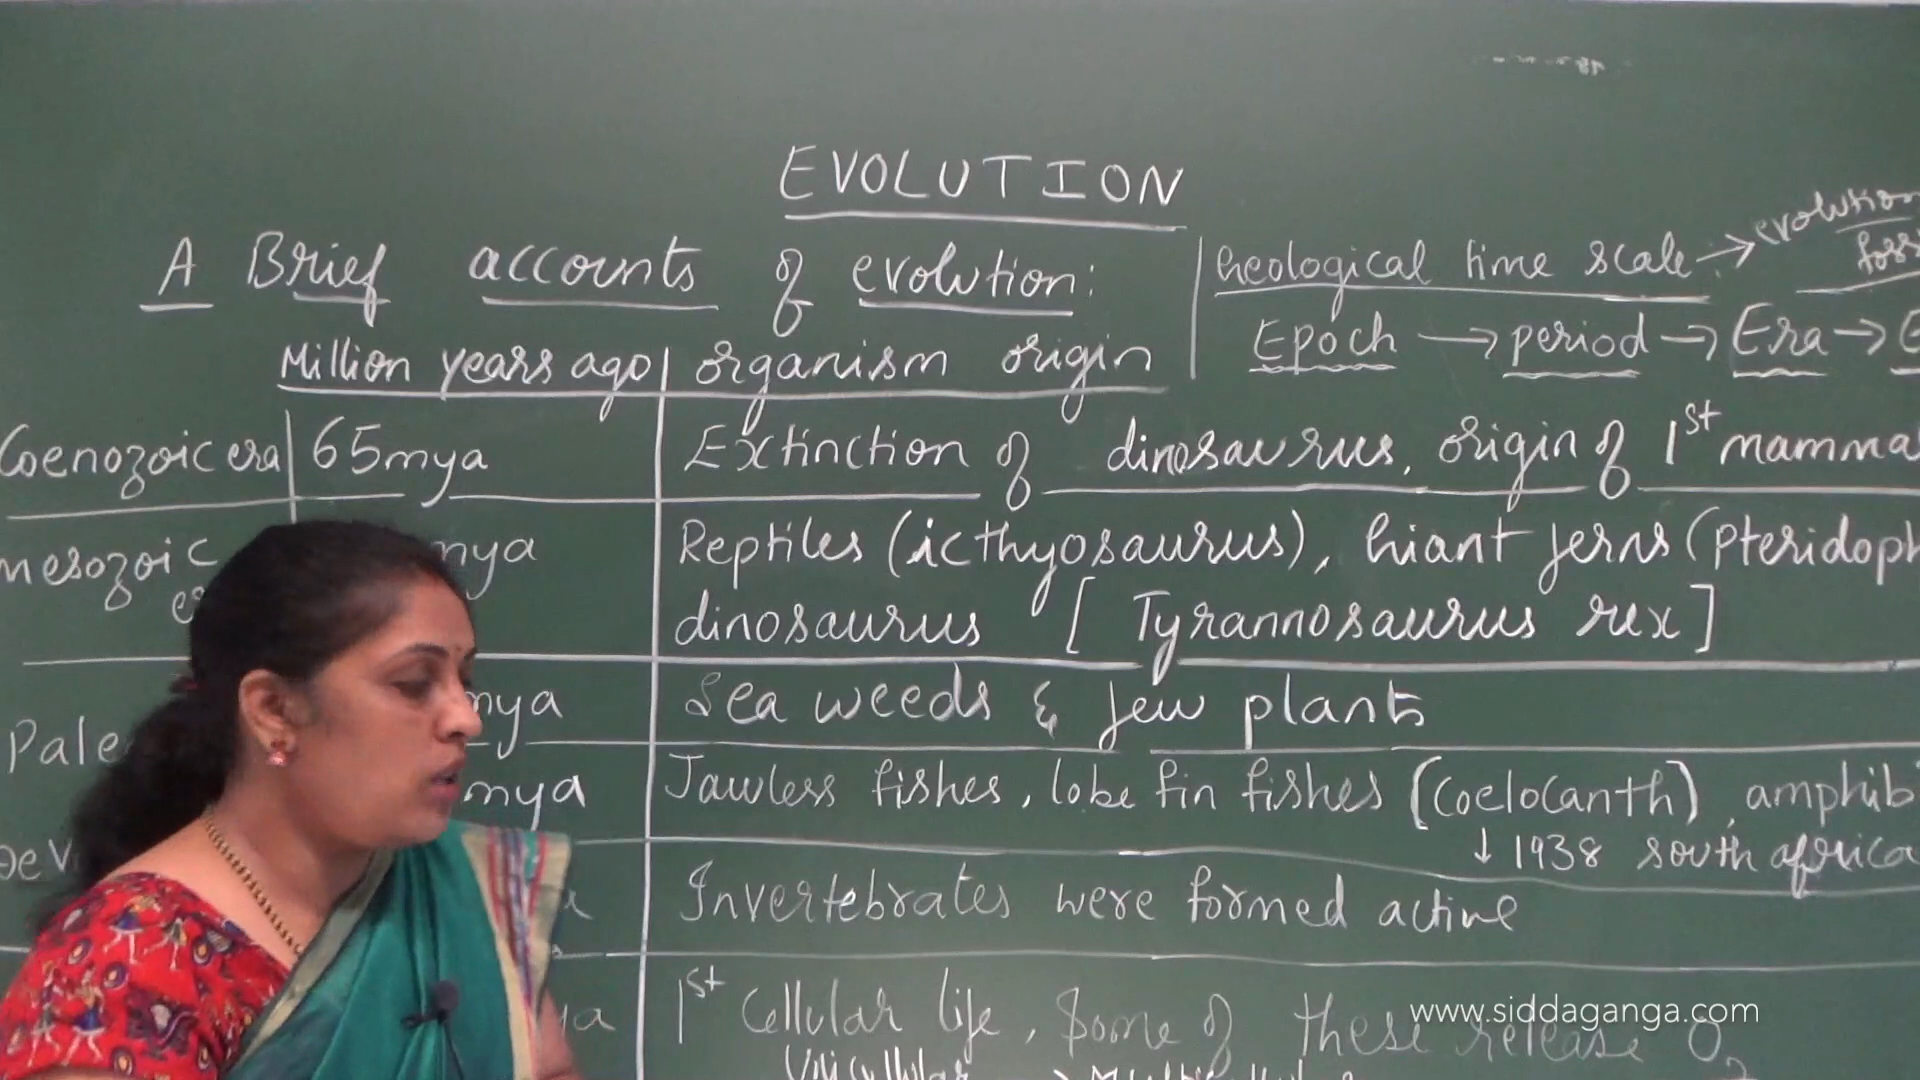 EVOLUTION
A Brief accounts of evolution:
Geological time scale → evolution
Epoch → period → Era →
Million years ago | organism origin
Coenozoic era | 65mya | Extinction of dinosaurus, origin of 1st mammal
mesozoic mya | Reptiles (icthyosaurus), Giant ferns (Pteridoph
dinosaurus [Tyrannosaurus rex]
Pale mya | Sea weeds & few plants
mya | Jawless fishes, lobe fin fishes (Coelocanth), amphibi
↓ 1938 south africa
Dev Invertebrates were formed active
1st Cellular life, Some of these release O2
www.siddaganga.com